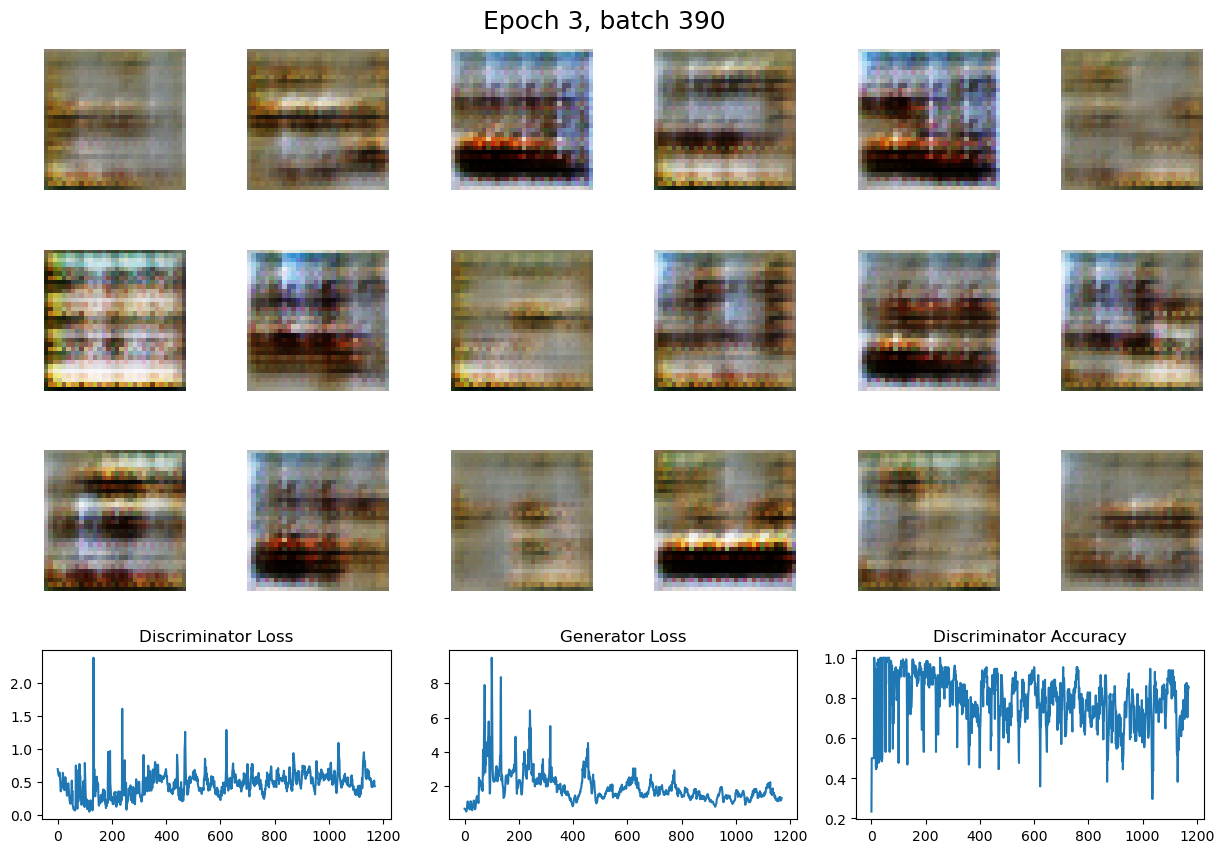 Epoch 3, batch 390
Discriminator Loss
Generator Loss
Discriminator Accuracy
2.0
1.5
1.0
0.5
0.0
0 200 400 600 800 1000 1200
8
6
4
2
0 200 400 600 800 1000 1200
1.0
0.8
0.6
0.4
0.2
0 200 400 600 800 1000 1200